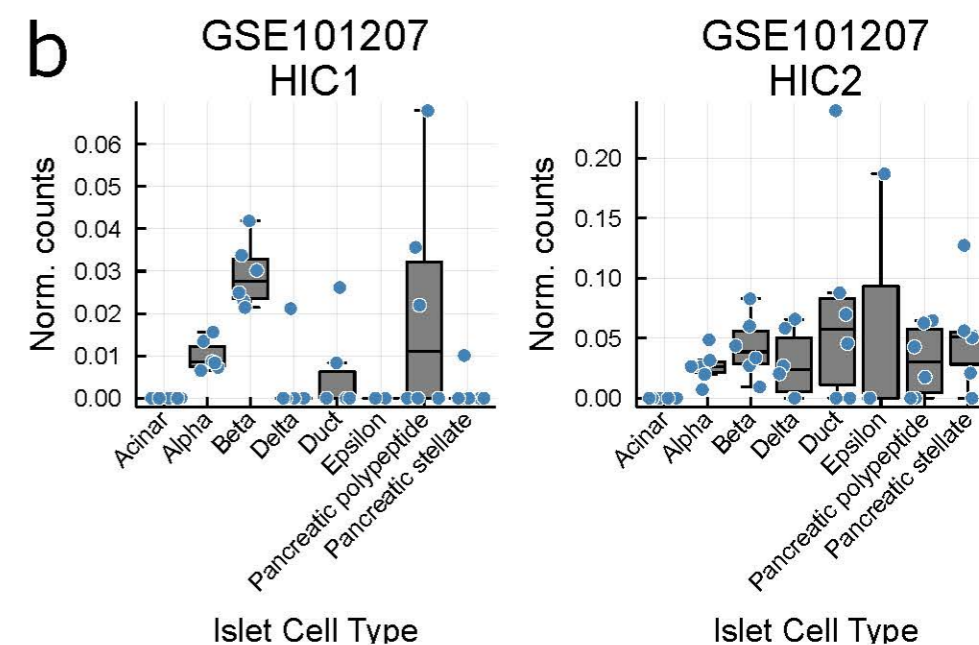 b
GSE101207
HIC1
Norm. counts
0.06
0.05
0.04
0.03
0.02
0.01
0.00
Acinar
Alpha
Beta
Delta
Duct
Epsilon
Pancreatic polypeptide
Pancreatic stellate
Islet Cell Type
GSE101207
HIC2
Norm. counts
0.20
0.15
0.10
0.05
0.00
Acinar
Alpha
Beta
Delta
Duct
Epsilon
Pancreatic polypeptide
Pancreatic stellate
Islet Cell Type